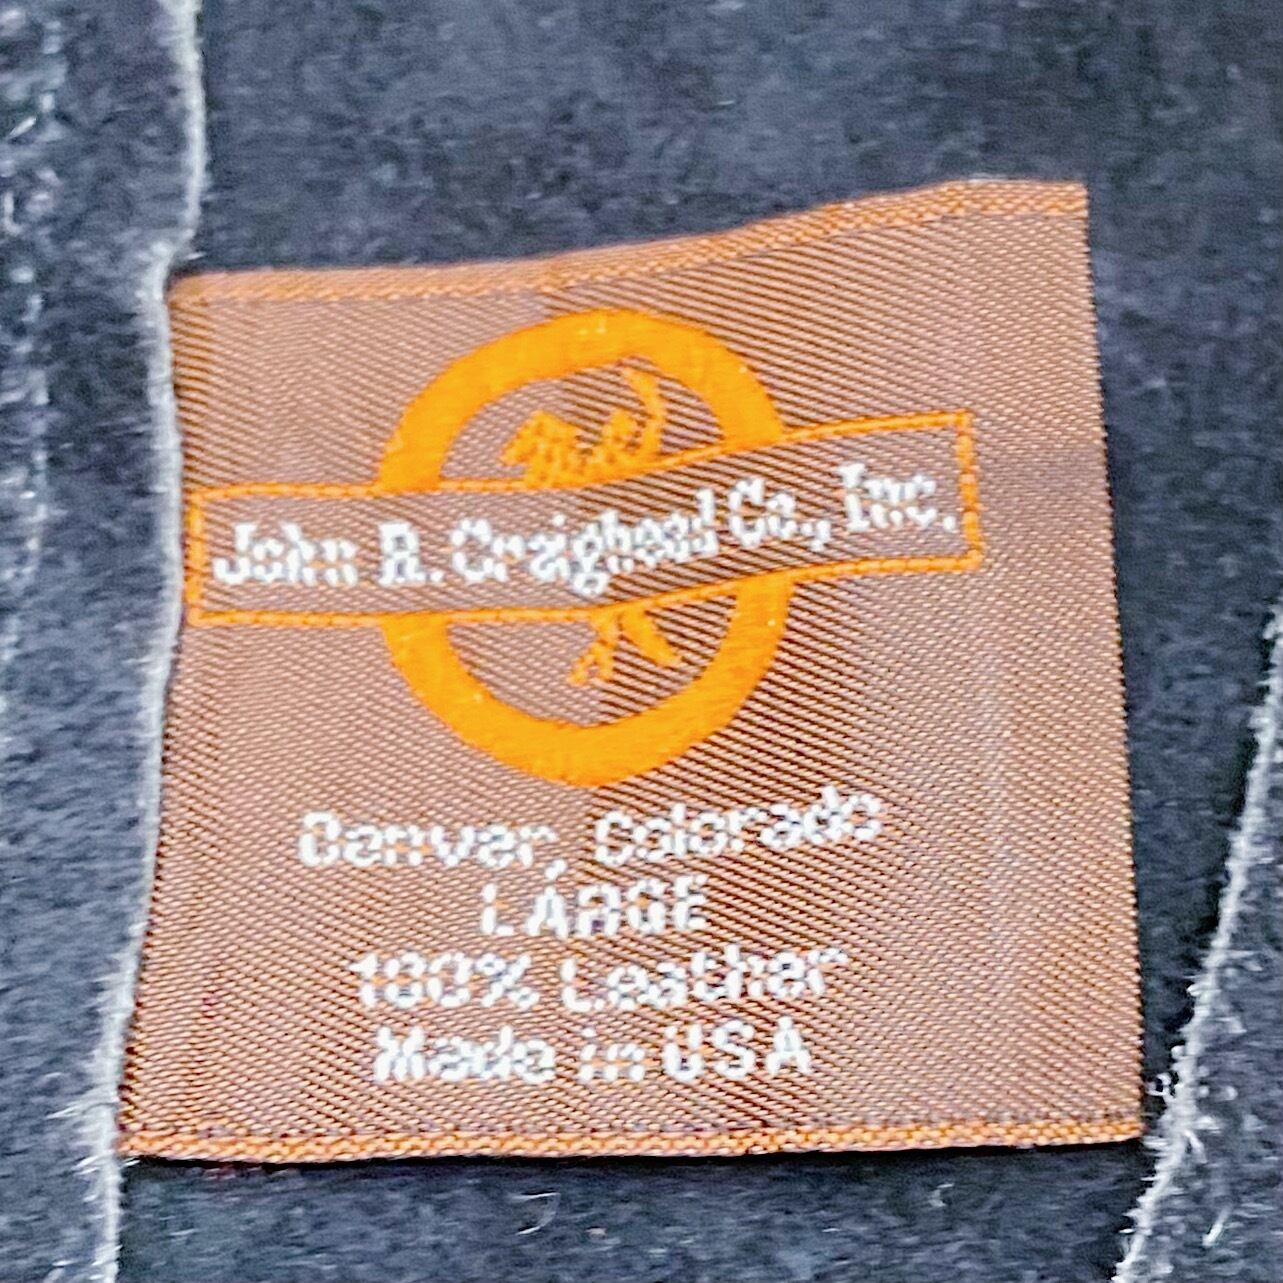 John R. Craighead Co., Inc.
Denver, Colorado
LARGE
100% Leather
Made in USA